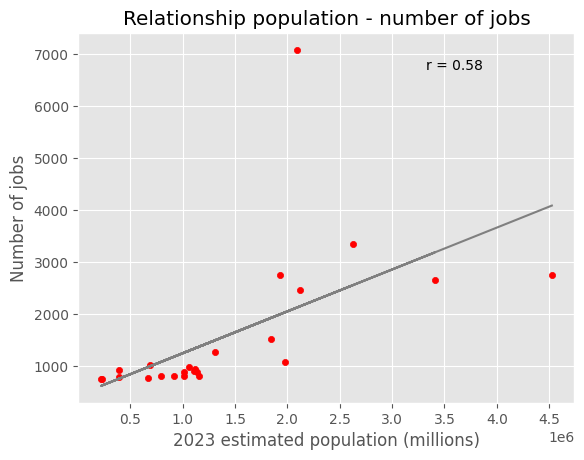 Relationship population - number of jobs
r = 0.58
Number of jobs
7000
6000
5000
4000
3000
2000
1000
0.5 1.0 1.5 2.0 2.5 3.0 3.5 4.0 4.5
1e6
2023 estimated population (millions)